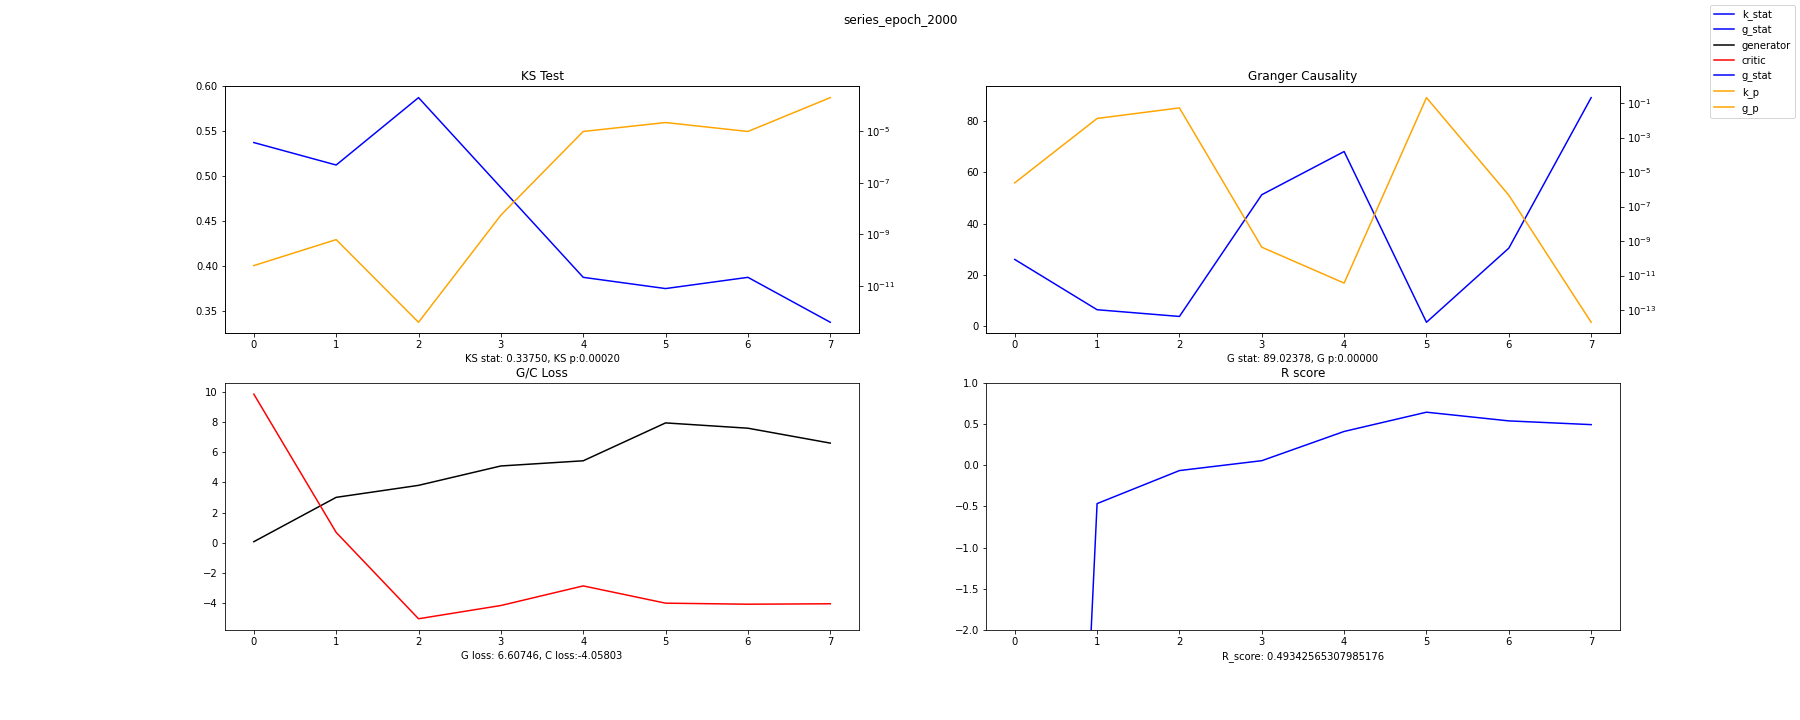 series_epoch_2000
k_stat
g_stat
generator
critic
g_stat
k_p
g_p
KS Test
0.60
0.55
0.50
0.45
0.40
0.35
10⁻⁵
10⁻⁷
10⁻⁹
10⁻¹¹
0 1 2 3 4 5 6 7
KS stat: 0.33750, KS p:0.00020
Granger Causality
80
60
40
20
0
10⁻¹
10⁻³
10⁻⁵
10⁻⁷
10⁻⁹
10⁻¹¹
10⁻¹³
0 1 2 3 4 5 6 7
G stat: 89.02378, G p:0.00000
G/C Loss
10
8
6
4
2
0
−2
−4
0 1 2 3 4 5 6 7
G loss: 6.60746, C loss:-4.05803
R score
1.0
0.5
0.0
−0.5
−1.0
−1.5
−2.0
0 1 2 3 4 5 6 7
R_score: 0.49342565307985176